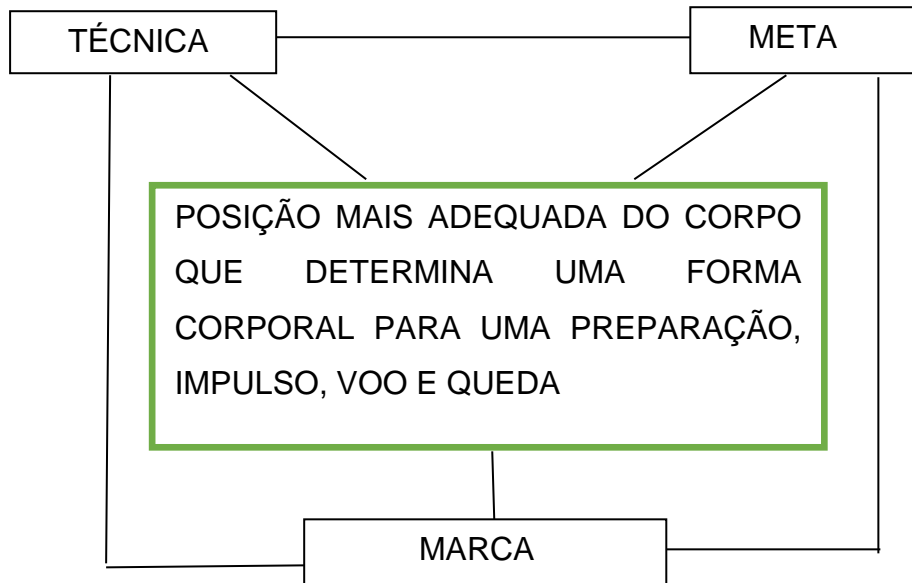 TÉCNICA
META
POSIÇÃO MAIS ADEQUADA DO CORPO
QUE DETERMINA UMA FORMA
CORPORAL PARA UMA PREPARAÇÃO,
IMPULSO, VOO E QUEDA
MARCA